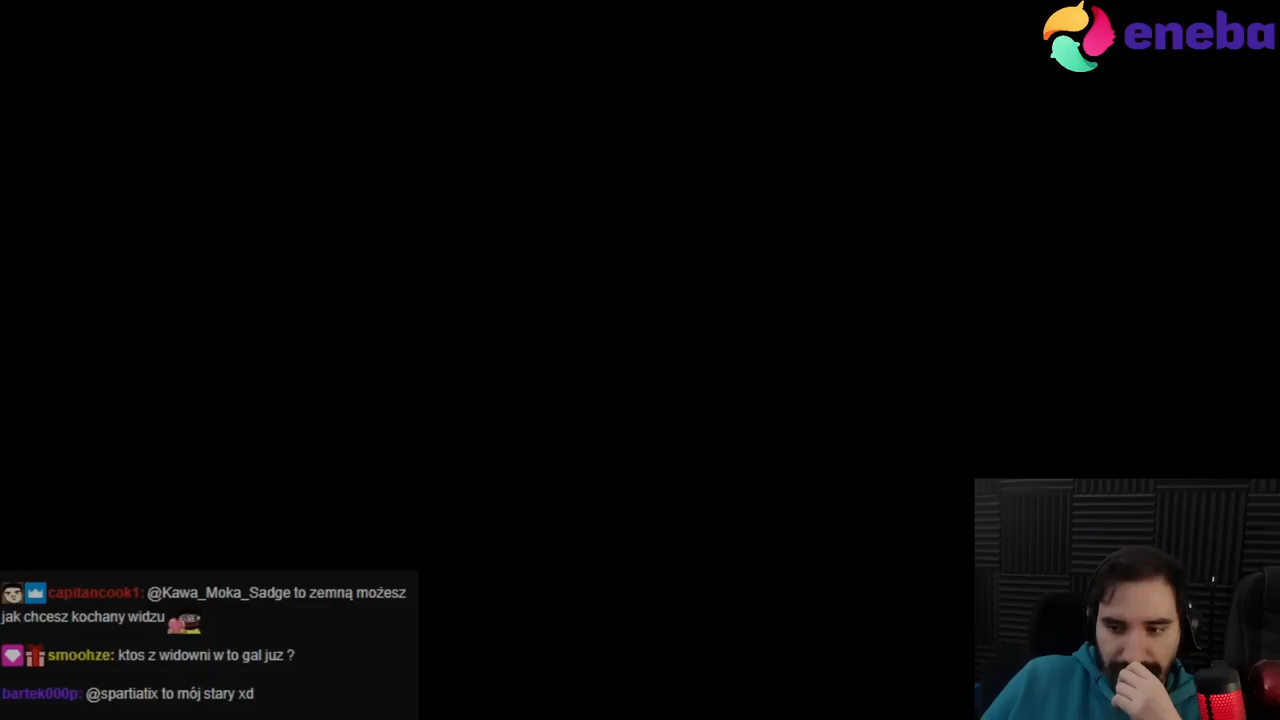 eneba
capitancook1: @Kawa_Moka_Sadge to zemną możesz
jak chcesz kochany widzu
smoohze: ktos z widowni w to gal juz ?
bartek000p: @spartiatix to mój stary xd